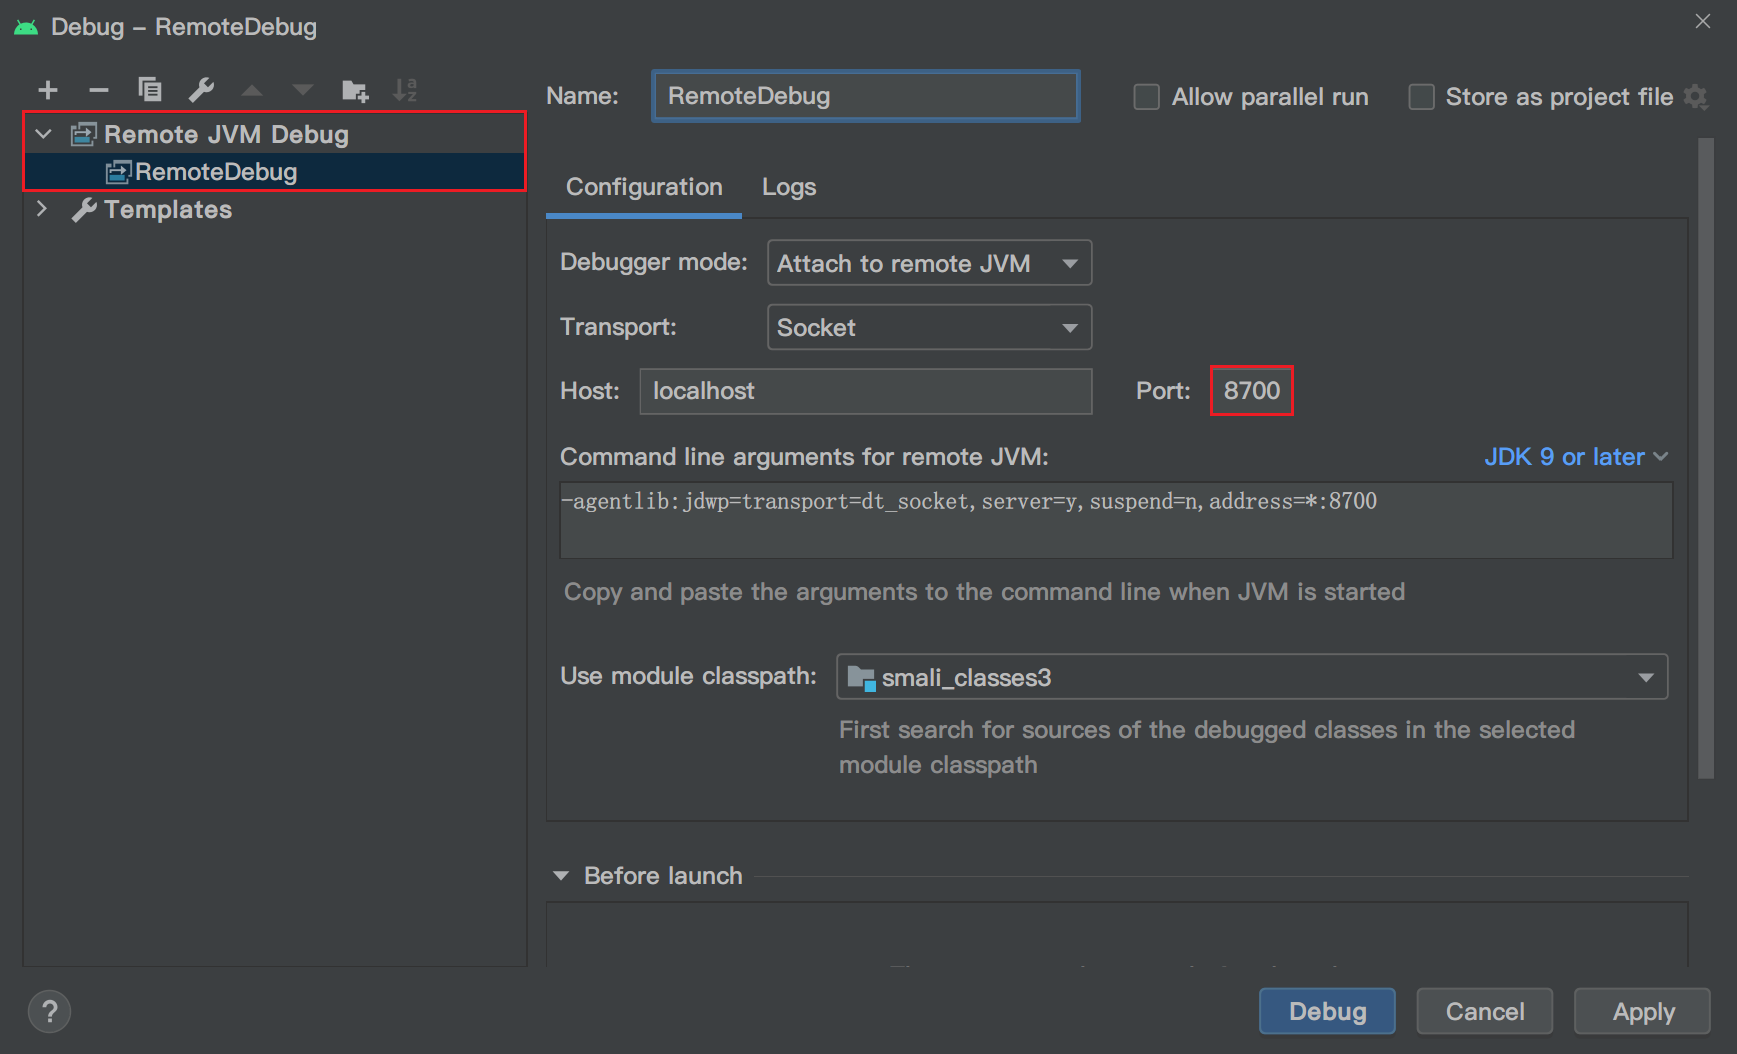 Debug – RemoteDebug
Name: RemoteDebug Allow parallel run Store as project file
Remote JVM Debug
RemoteDebug
Templates
Configuration Logs
Debugger mode: Attach to remote JVM
Transport: Socket
Host: localhost Port: 8700
Command line arguments for remote JVM: JDK 9 or later
-agentlib:jdwp=transport=dt_socket,server=y,suspend=n,address=*:8700
Copy and paste the arguments to the command line when JVM is started
Use module classpath: smali_classes3
First search for sources of the debugged classes in the selected
module classpath
Before launch
? Debug Cancel Apply